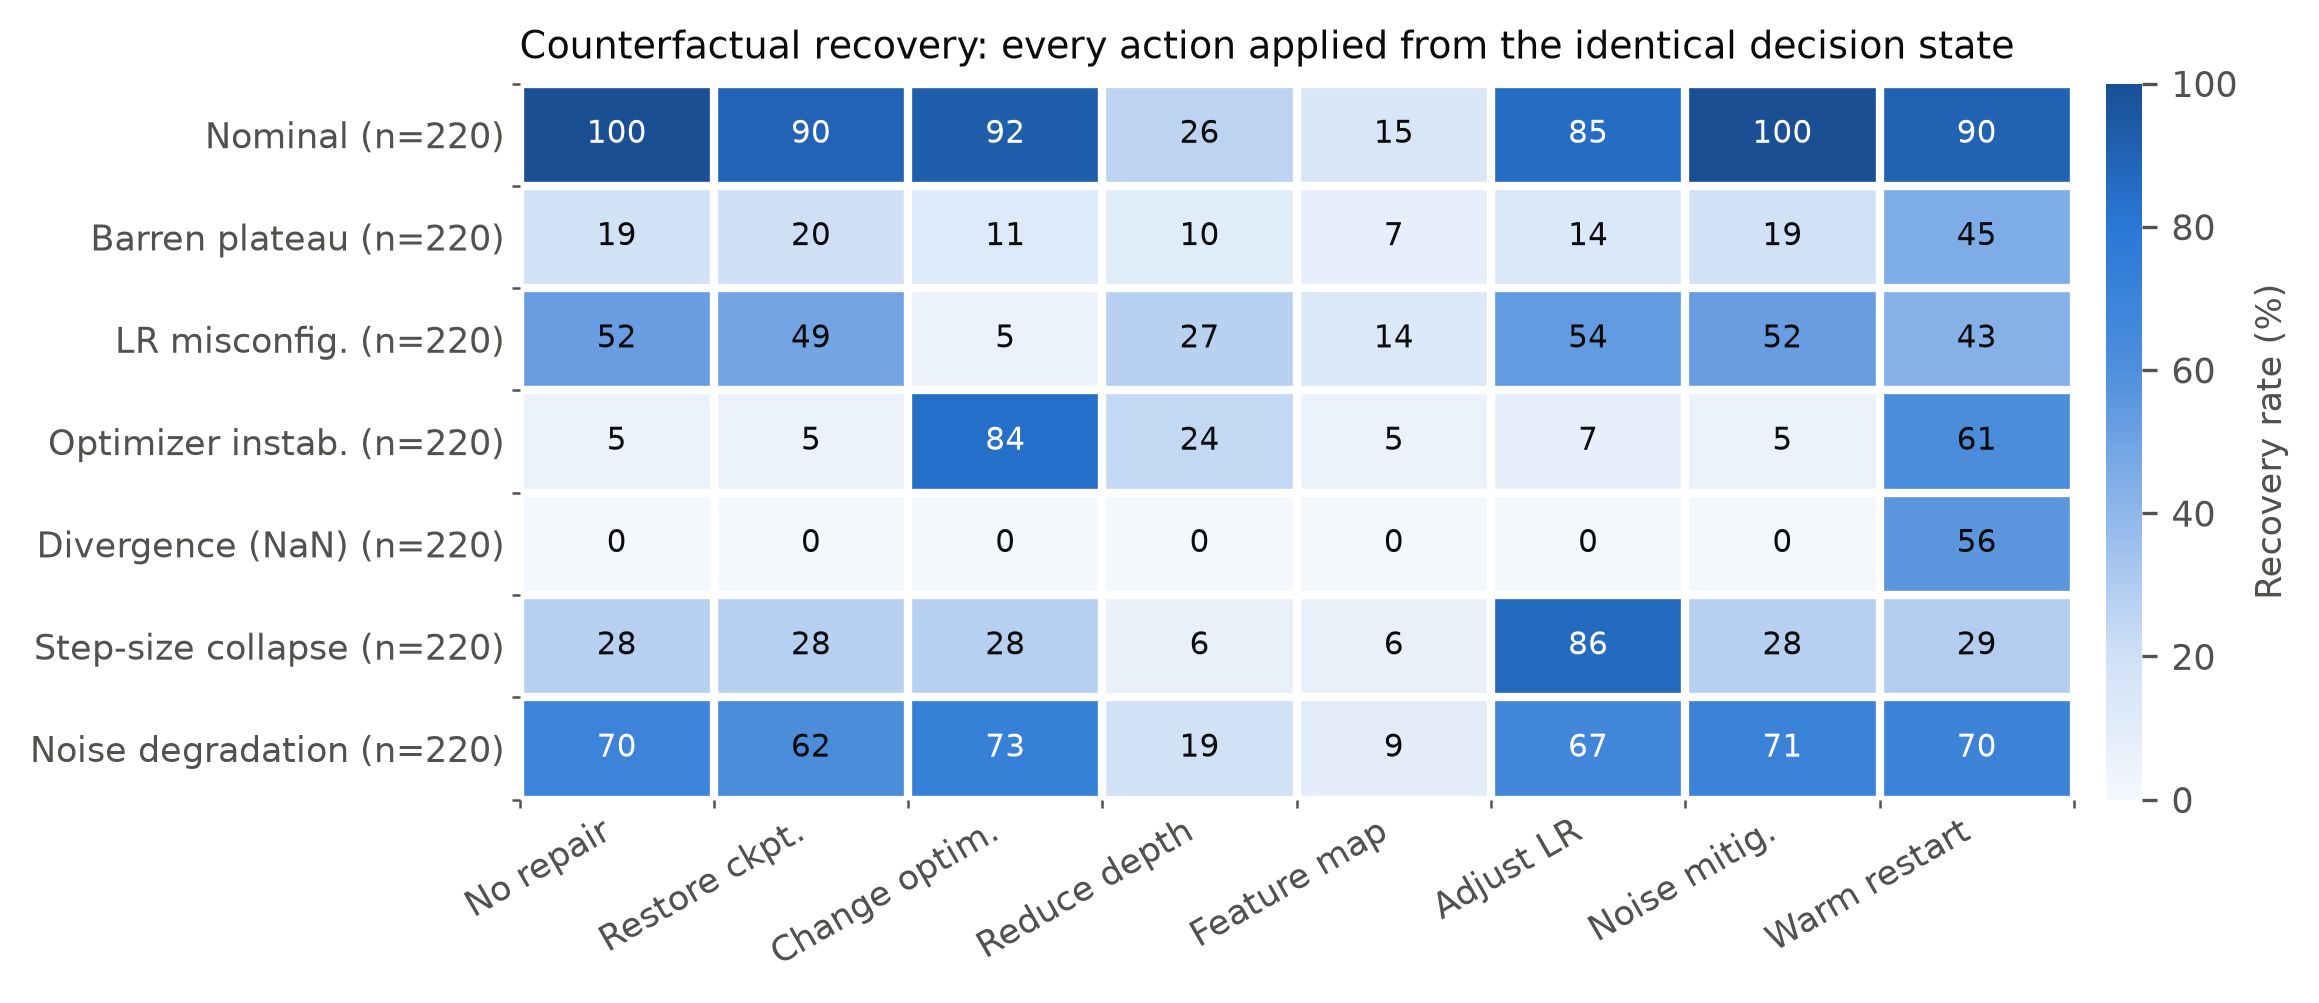 Counterfactual recovery: every action applied from the identical decision state
Nominal (n=220) 100 90 92 26 15 85 100 90
Barren plateau (n=220) 19 20 11 10 7 14 19 45
LR misconfig. (n=220) 52 49 5 27 14 54 52 43
Optimizer instab. (n=220) 5 5 84 24 5 7 5 61
Divergence (NaN) (n=220) 0 0 0 0 0 0 0 56
Step-size collapse (n=220) 28 28 28 6 6 86 28 29
Noise degradation (n=220) 70 62 73 19 9 67 71 70
No repair
Restore ckpt.
Change optim.
Reduce depth
Feature map
Adjust LR
Noise mitig.
Warm restart
100
80
60
40
20
0
Recovery rate (%)